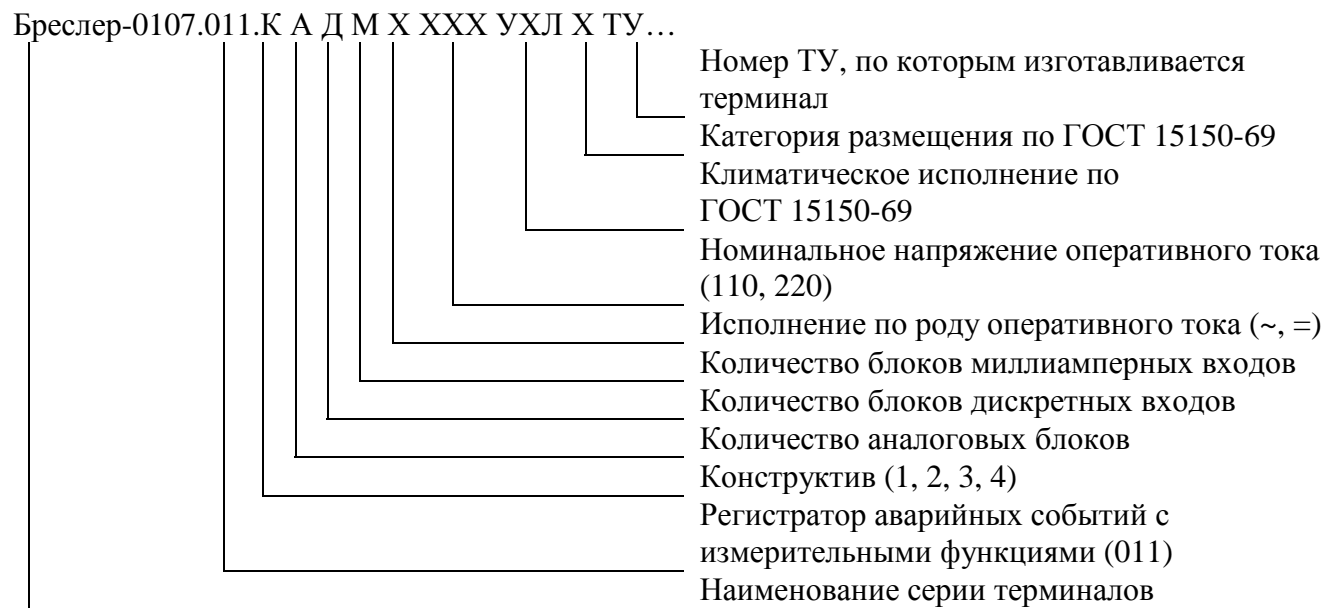 Бреслер-0107.011.К А Д М Х ХХХ УХЛ Х ТУ…
Номер ТУ, по которым изготавливается
терминал
Категория размещения по ГОСТ 15150-69
Климатическое исполнение по
ГОСТ 15150-69
Номинальное напряжение оперативного тока
(110, 220)
Исполнение по роду оперативного тока (~, =)
Количество блоков миллиамперных входов
Количество блоков дискретных входов
Количество аналоговых блоков
Конструктив (1, 2, 3, 4)
Регистратор аварийных событий с
измерительными функциями (011)
Наименование серии терминалов